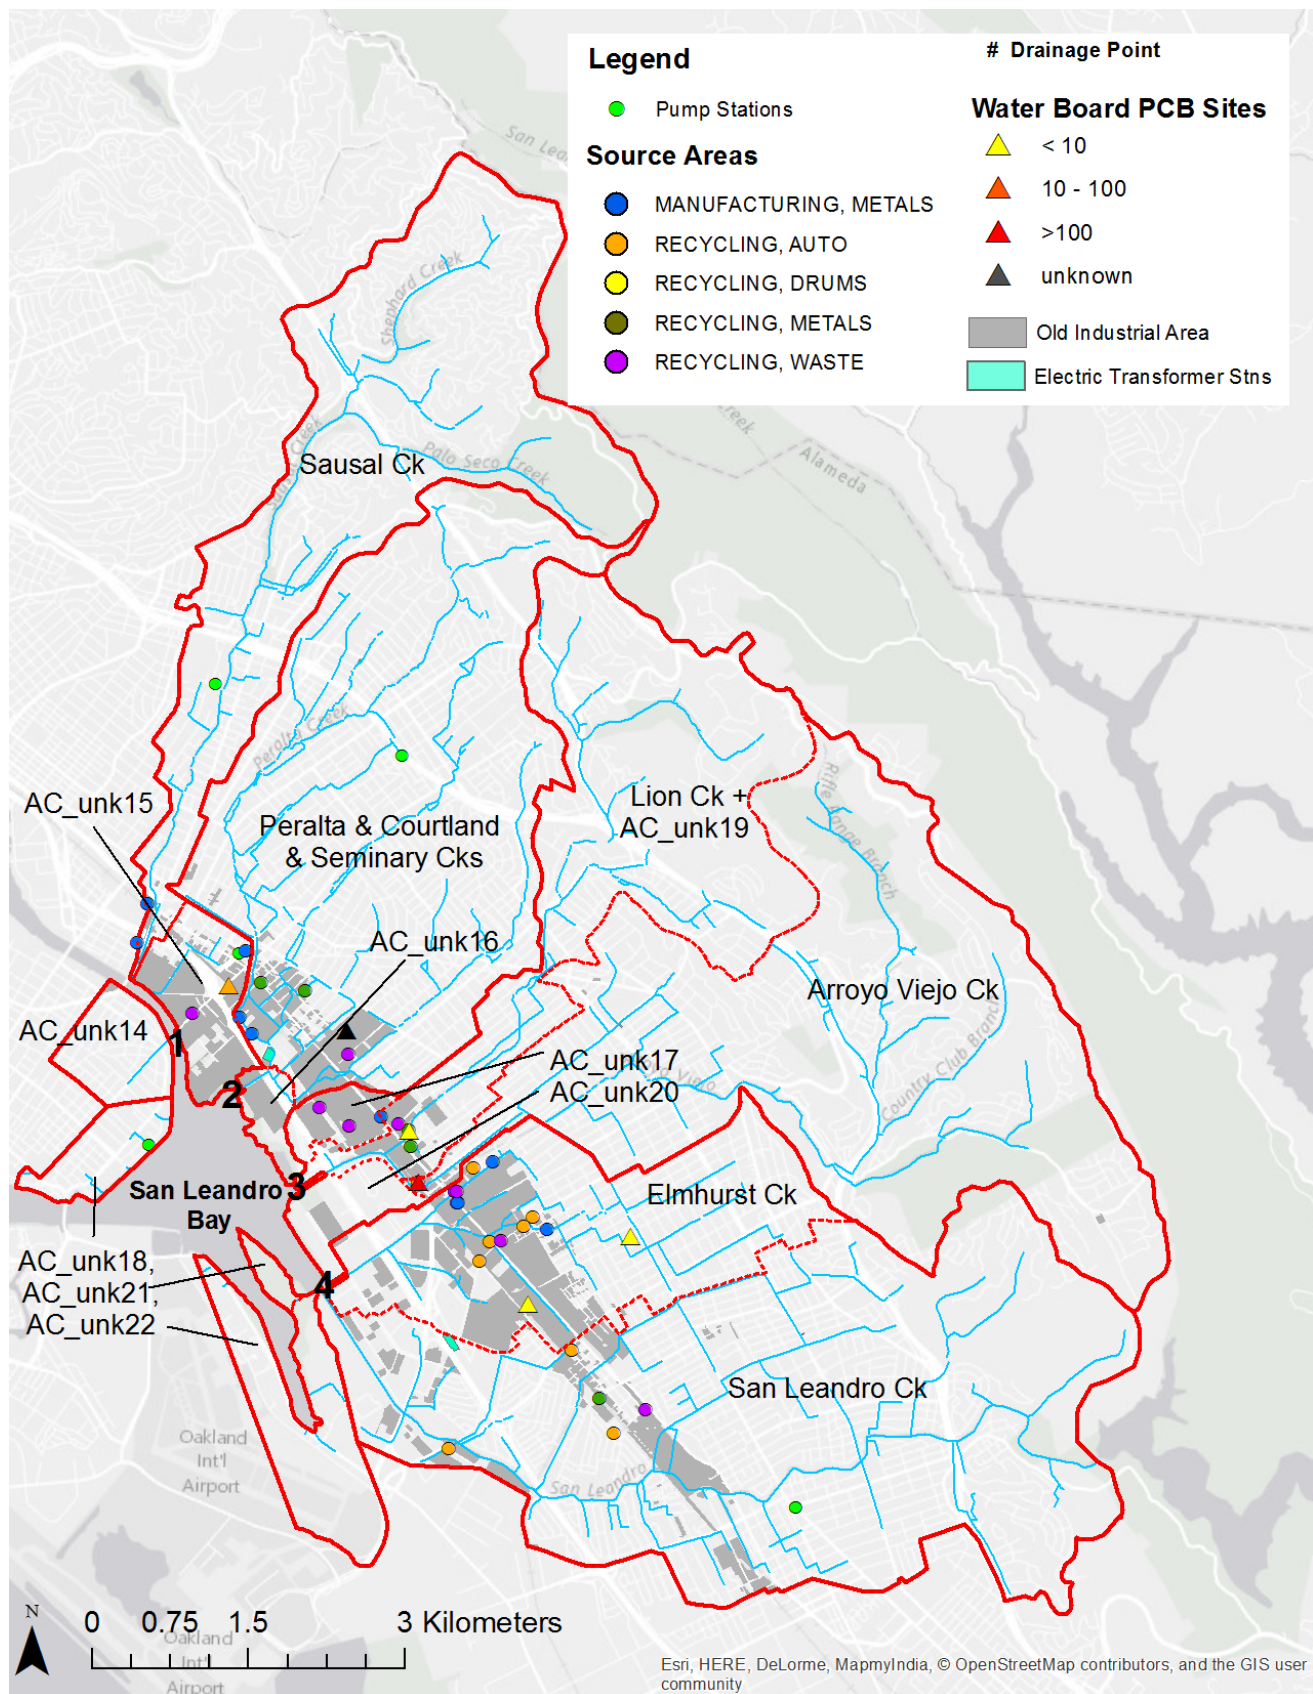 Legend
Pump Stations
Source Areas
MANUFACTURING, METALS
RECYCLING, AUTO
RECYCLING, DRUMS
RECYCLING, METALS
RECYCLING, WASTE
# Drainage Point
Water Board PCB Sites
< 10
10 - 100
>100
unknown
Old Industrial Area
Electric Transformer Stns
San Lea
Creek
Alameda
Shephard Creek
Sausal Ck
Palo Seco Creek
Peralta Creek
AC_unk15
Peralta & Courtland
& Seminary Cks
Lion Ck +
AC_unk19
Rifle Range Branch
AC_unk16
Arroyo Viejo Ck
Country Club Branch
AC_unk14
1
AC_unk17
AC_unk20
Viejo
2
3
San Leandro
Bay
Elmhurst Ck
AC_unk18,
AC_unk21,
AC_unk22
4
San Leandro Ck
Oakland
Int'l
Airport
San Leandro
N
0 0.75 1.5 3 Kilometers
Oakland
Int'l
Airport
Esri, HERE, DeLorme, MapmyIndia, © OpenStreetMap contributors, and the GIS user
community